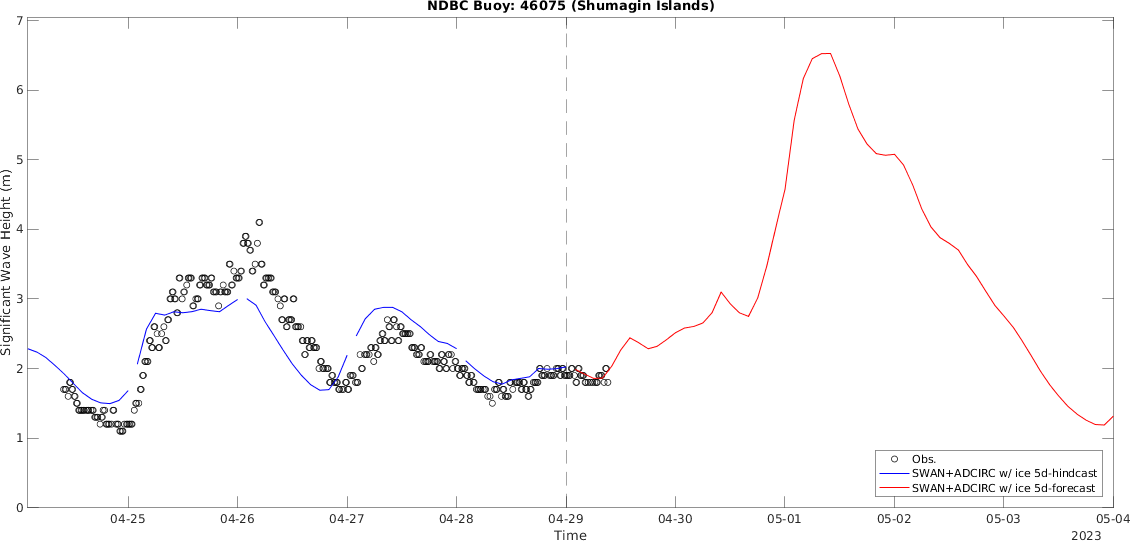 NDBC Buoy: 46075 (Shumagin Islands)
7
6
5
4
3
2
1
0
Significant Wave Height (m)
Obs.
SWAN+ADCIRC w/ ice 5d-hindcast
SWAN+ADCIRC w/ ice 5d-forecast
04-25 04-26 04-27 04-28 04-29 04-30 05-01 05-02 05-03 05-04
Time
2023